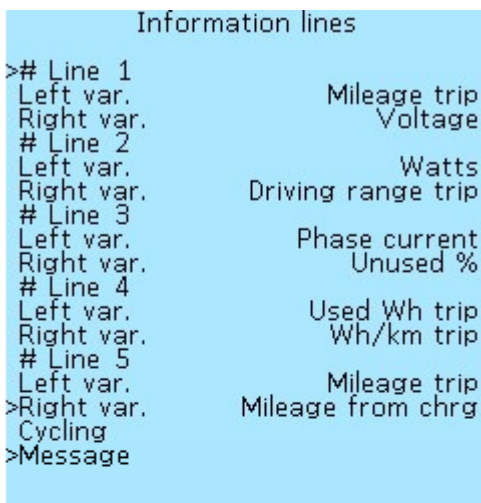 Information lines
># Line 1
Left var. Mileage trip
Right var. Voltage
# Line 2
Left var. Watts
Right var. Driving range trip
# Line 3
Left var. Phase current
Right var. Unused %
# Line 4
Left var. Used Wh trip
Right var. Wh/km trip
# Line 5
Left var. Mileage trip
>Right var. Mileage from chrg
Cycling
>Message